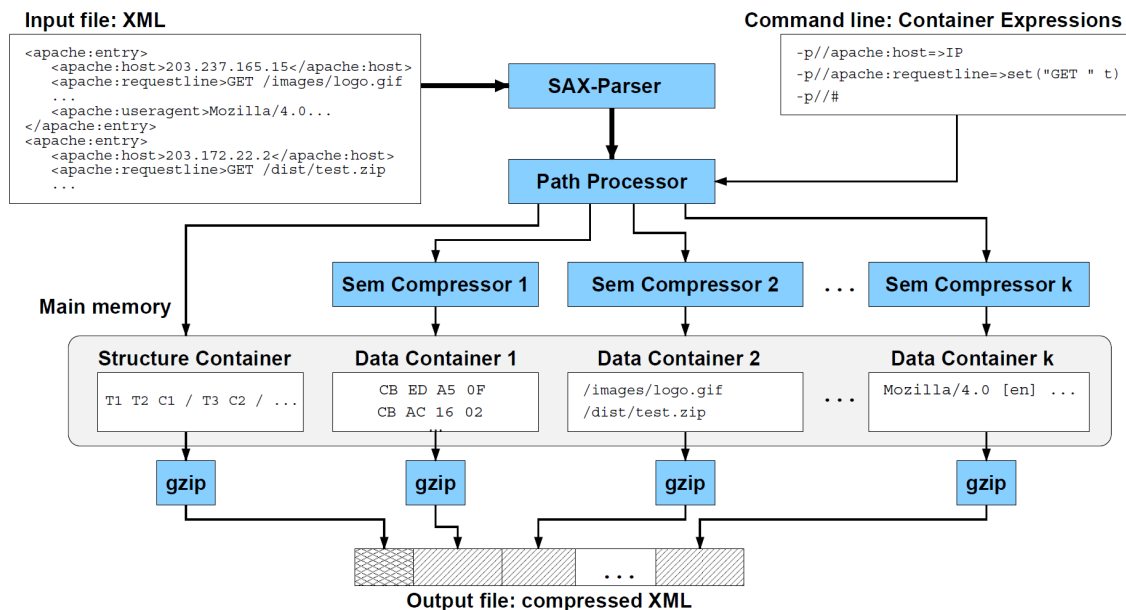 Input file: XML
Command line: Container Expressions
<apache:entry>
<apache:host>203.237.165.15</apache:host>
<apache:requestline>GET /images/logo.gif
...
<apache:useragent>Mozilla/4.0...
</apache:entry>
<apache:entry>
<apache:host>203.172.22.2</apache:host>
<apache:requestline>GET /dist/test.zip
...
-p//apache:host=>IP
-p//apache:requestline=>set("GET " t)
-p//#
SAX-Parser
Path Processor
Sem Compressor 1
Sem Compressor 2
...
Sem Compressor k
Main memory
Structure Container
T1 T2 C1 / T3 C2 / ...
Data Container 1
CB ED A5 0F
CB AC 16 02
...
Data Container 2
/images/logo.gif
/dist/test.zip
...
Data Container k
Mozilla/4.0 [en] ...
gzip
gzip
gzip
gzip
...
Output file: compressed XML